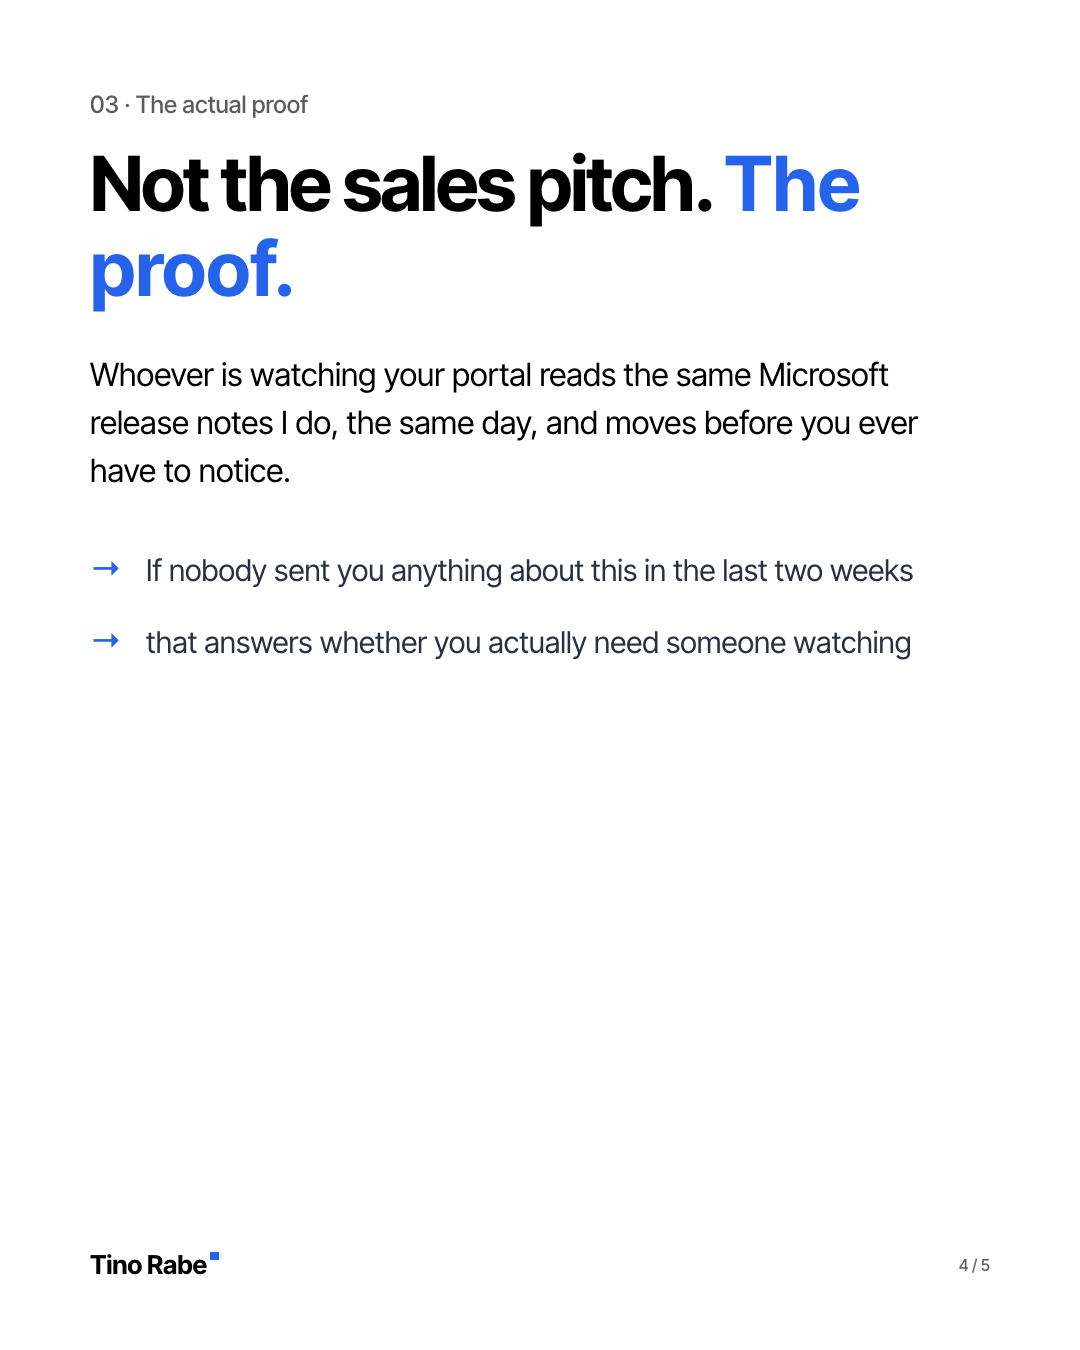 03 · The actual proof
Not the sales pitch. The
proof.
Whoever is watching your portal reads the same Microsoft
release notes I do, the same day, and moves before you ever
have to notice.
→ If nobody sent you anything about this in the last two weeks
→ that answers whether you actually need someone watching
Tino Rabe
4 / 5